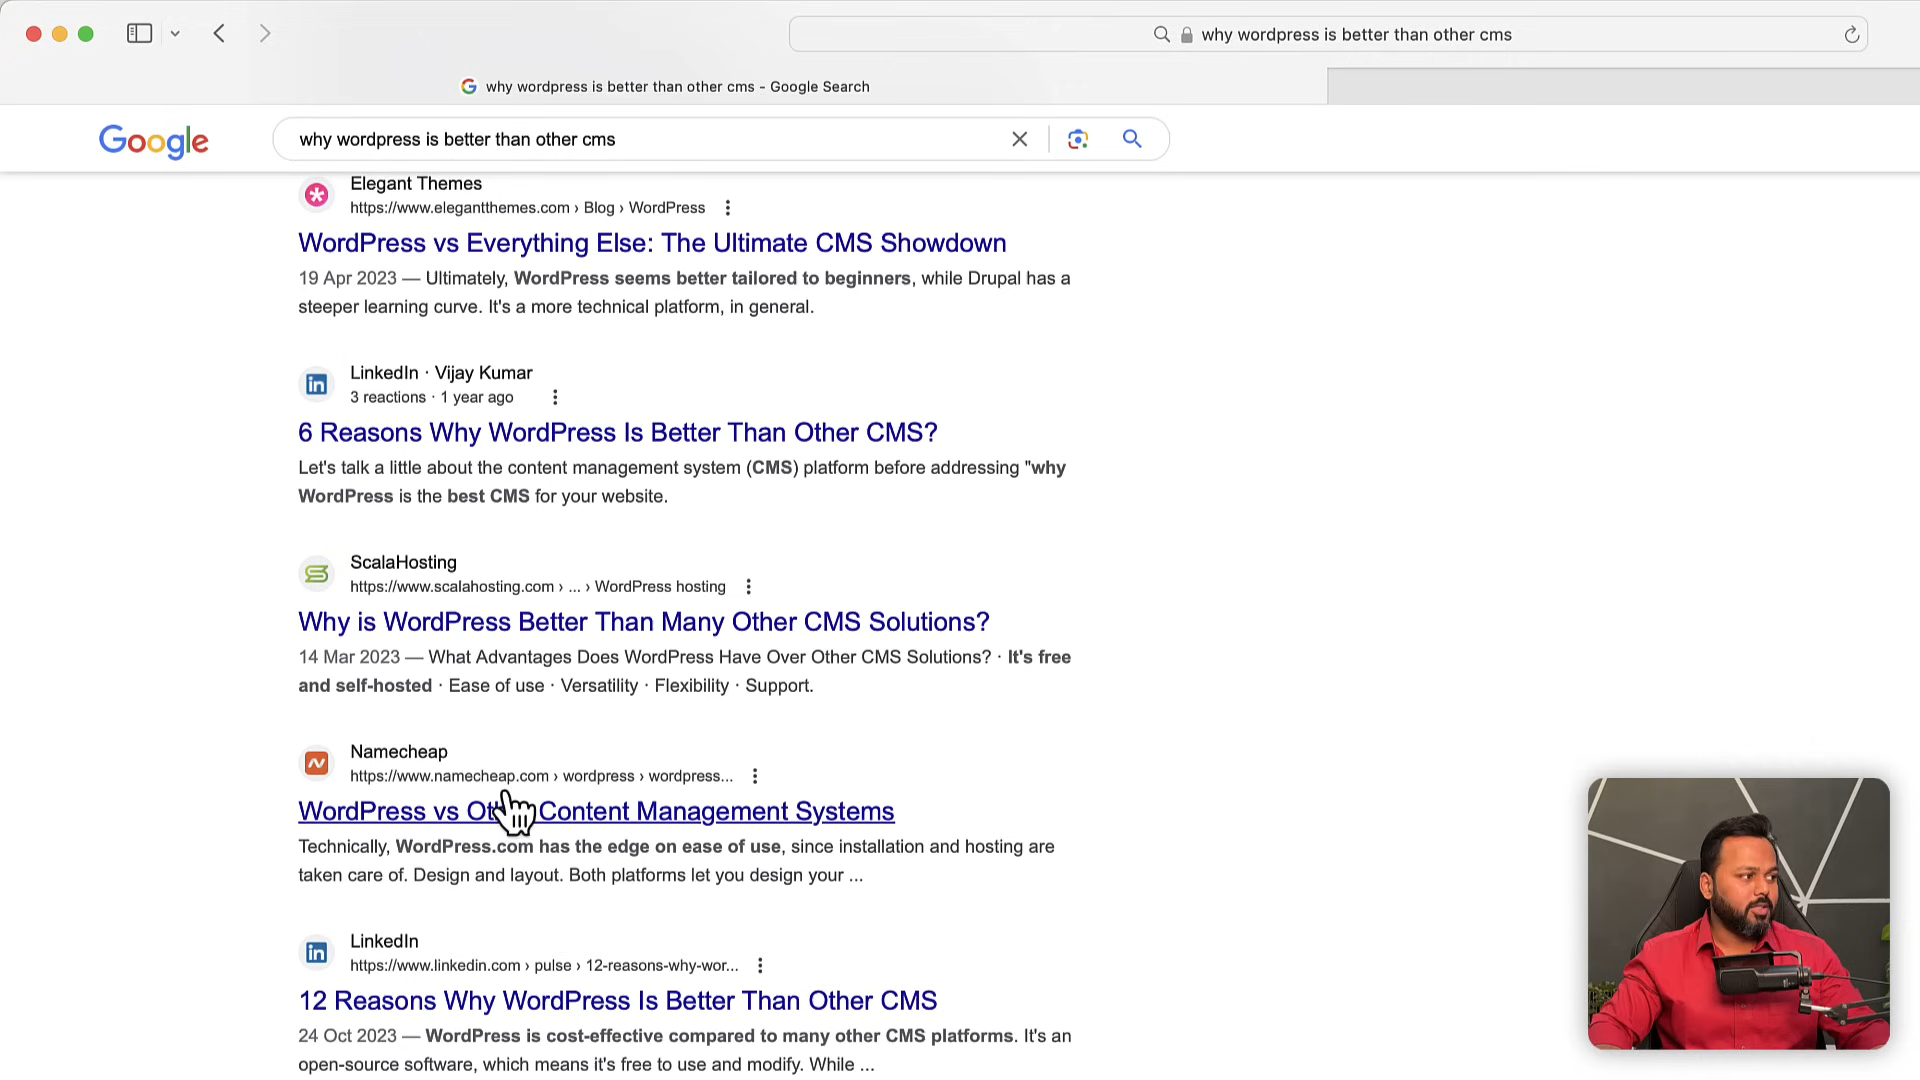 why wordpress is better than other cms
why wordpress is better than other cms - Google Search
Google
why wordpress is better than other cms
Elegant Themes
https://www.elegantthemes.com › Blog › WordPress
WordPress vs Everything Else: The Ultimate CMS Showdown
19 Apr 2023 — Ultimately, WordPress seems better tailored to beginners, while Drupal has a
steeper learning curve. It's a more technical platform, in general.
LinkedIn · Vijay Kumar
3 reactions · 1 year ago
6 Reasons Why WordPress Is Better Than Other CMS?
Let's talk a little about the content management system (CMS) platform before addressing "why
WordPress is the best CMS for your website.
ScalaHosting
https://www.scalahosting.com › ... › WordPress hosting
Why is WordPress Better Than Many Other CMS Solutions?
14 Mar 2023 — What Advantages Does WordPress Have Over Other CMS Solutions? · It's free
and self-hosted · Ease of use · Versatility · Flexibility · Support.
Namecheap
https://www.namecheap.com › wordpress › wordpress...
WordPress vs Content Management Systems
Technically, WordPress.com has the edge on ease of use, since installation and hosting are
taken care of. Design and layout. Both platforms let you design your ...
LinkedIn
https://www.linkedin.com › pulse › 12-reasons-why-wor...
12 Reasons Why WordPress Is Better Than Other CMS
24 Oct 2023 — WordPress is cost-effective compared to many other CMS platforms. It's an
open-source software, which means it's free to use and modify. While ...